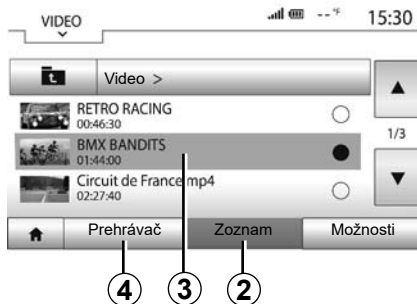 VIDEO
--°F 15:30
Video >
RETRO RACING
00:46:30
BMX BANDITS
01:44:00
1/3
Circuit de France mp4
02:27:40
Prehrávač Zoznam Možnosti
4 3 2